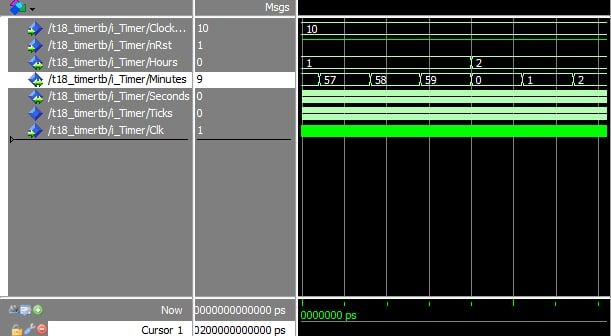 Msgs
/t18_timertb/i_Timer/Clock... 10 10
/t18_timertb/i_Timer/nRst 1
/t18_timertb/i_Timer/Hours 0 1 2
/t18_timertb/i_Timer/Minutes 9 57 58 59 0 1 2
/t18_timertb/i_Timer/Seconds 0
/t18_timertb/i_Timer/Ticks 0
/t18_timertb/i_Timer/Clk 1
Now 0000000000000 ps 0000000 ps
Cursor 1 0200000000000 ps